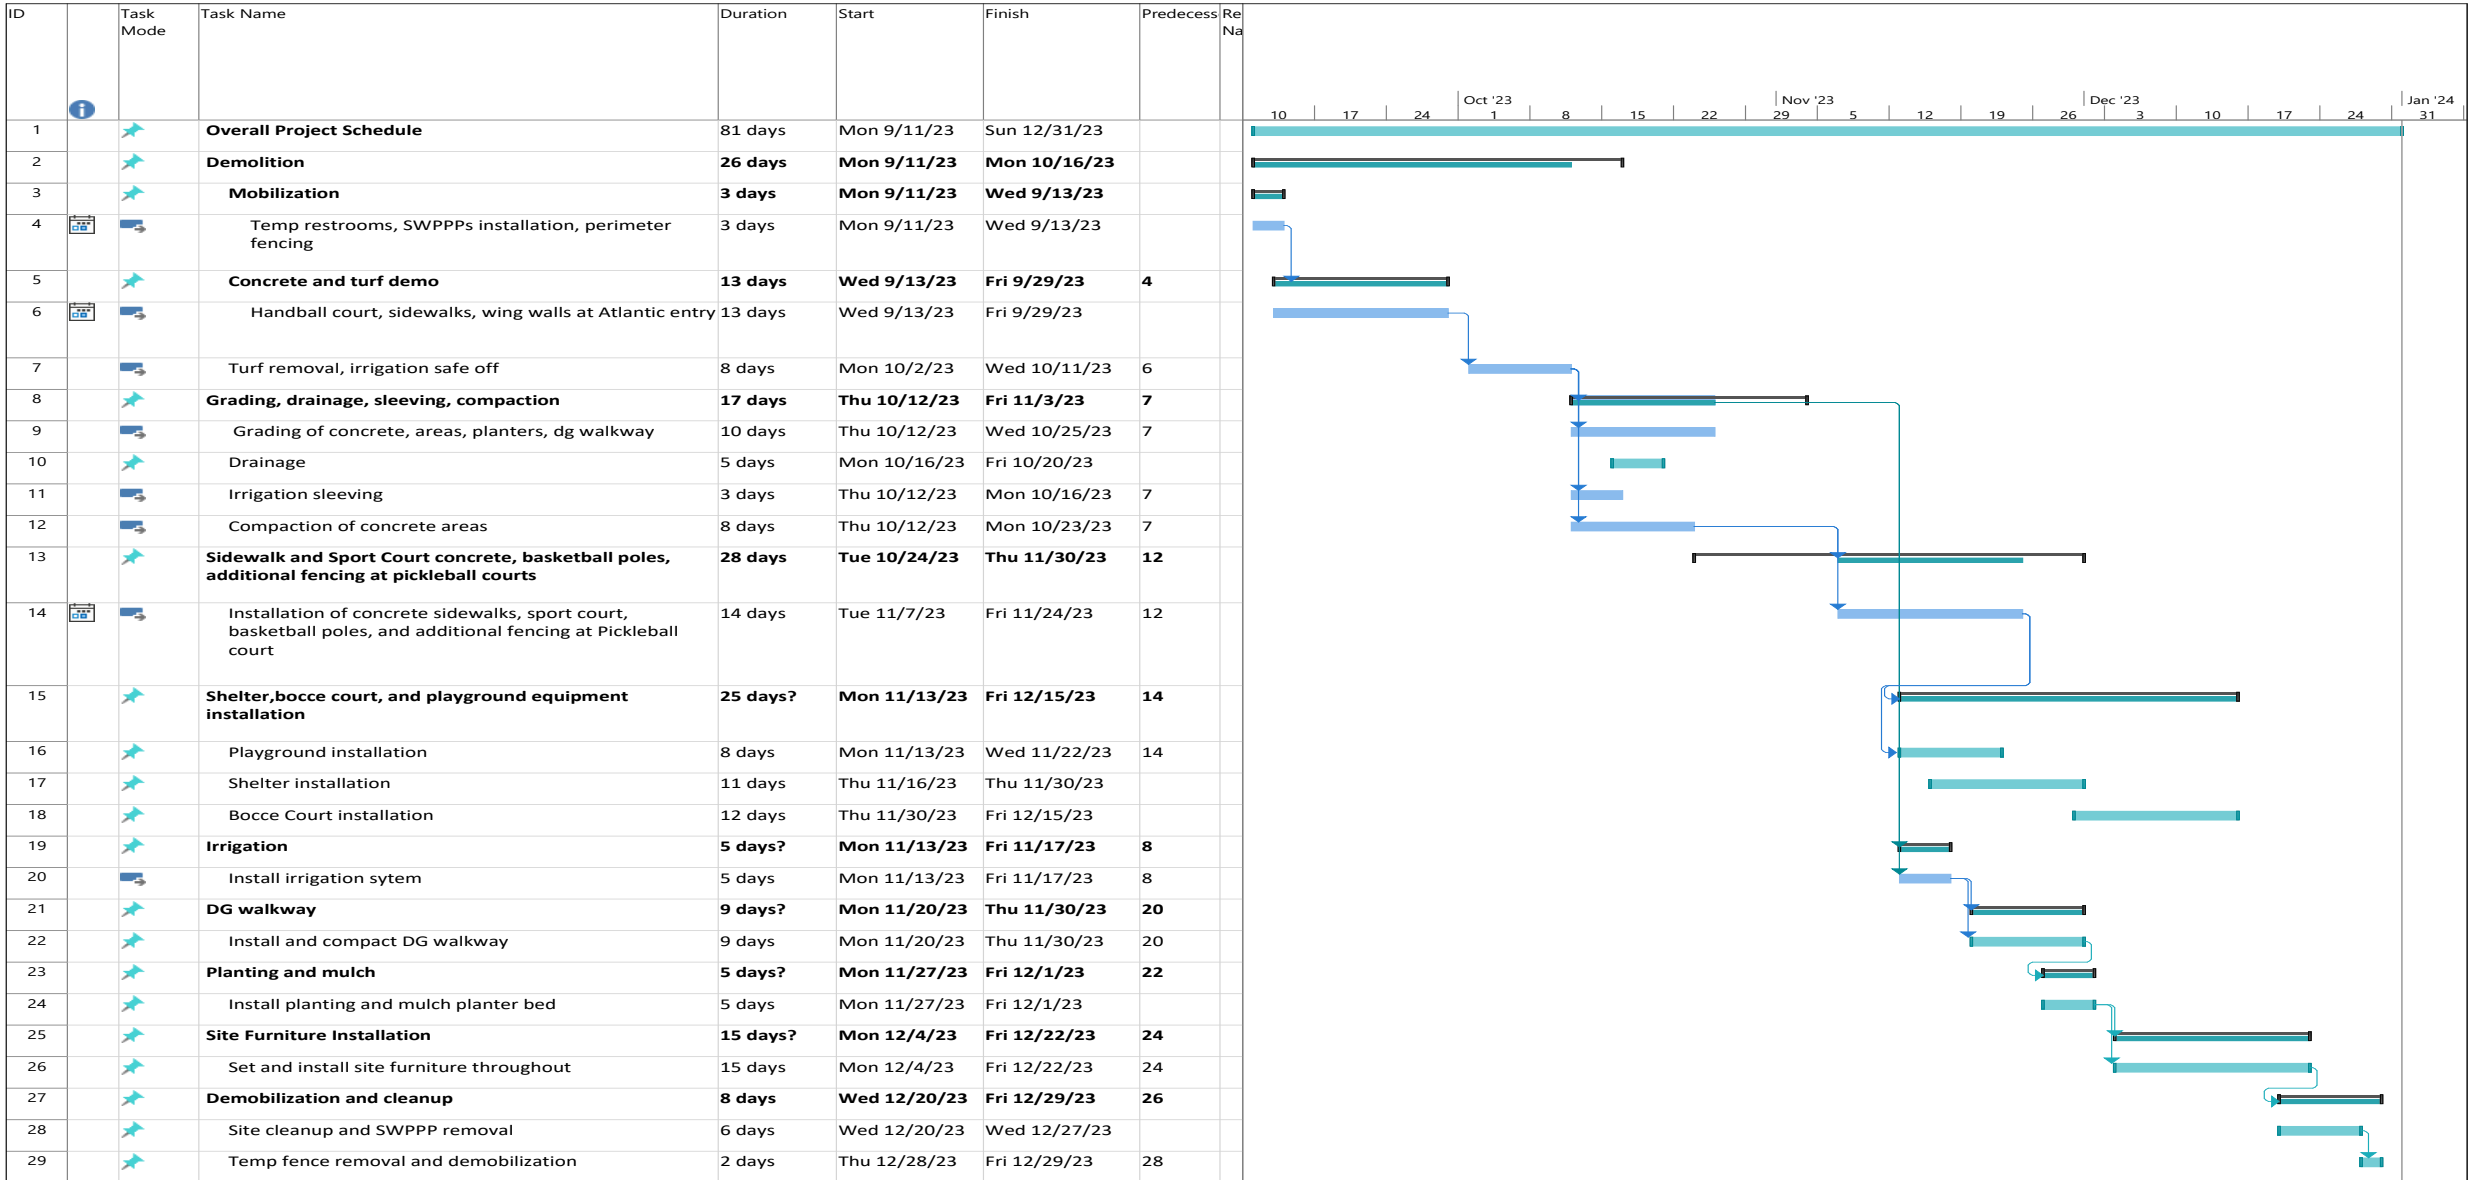 ID Task Mode Task Name Duration Start Finish Predecess Re Na
Oct '23 Nov '23 Dec '23 Jan '24
10 17 24 1 8 15 22 29 5 12 19 26 3 10 17 24 31
1 Overall Project Schedule 81 days Mon 9/11/23 Sun 12/31/23
2 Demolition 26 days Mon 9/11/23 Mon 10/16/23
3 Mobilization 3 days Mon 9/11/23 Wed 9/13/23
4 Temp restrooms, SWPPPs installation, perimeter 3 days Mon 9/11/23 Wed 9/13/23
fencing
5 Concrete and turf demo 13 days Wed 9/13/23 Fri 9/29/23 4
6 Handball court, sidewalks, wing walls at Atlantic entry 13 days Wed 9/13/23 Fri 9/29/23
7 Turf removal, irrigation safe off 8 days Mon 10/2/23 Wed 10/11/23 6
8 Grading, drainage, sleeving, compaction 17 days Thu 10/12/23 Fri 11/3/23 7
9 Grading of concrete, areas, planters, dg walkway 10 days Thu 10/12/23 Wed 10/25/23 7
10 Drainage 5 days Mon 10/16/23 Fri 10/20/23
11 Irrigation sleeving 3 days Thu 10/12/23 Mon 10/16/23 7
12 Compaction of concrete areas 8 days Thu 10/12/23 Mon 10/23/23 7
13 Sidewalk and Sport Court concrete, basketball poles, 28 days Tue 10/24/23 Thu 11/30/23 12
additional fencing at pickleball courts
14 Installation of concrete sidewalks, sport court, 14 days Tue 11/7/23 Fri 11/24/23 12
basketball poles, and additional fencing at Pickleball
court
15 Shelter,bocce court, and playground equipment 25 days? Mon 11/13/23 Fri 12/15/23 14
installation
16 Playground installation 8 days Mon 11/13/23 Wed 11/22/23 14
17 Shelter installation 11 days Thu 11/16/23 Thu 11/30/23
18 Bocce Court installation 12 days Thu 11/30/23 Fri 12/15/23
19 Irrigation 5 days? Mon 11/13/23 Fri 11/17/23 8
20 Install irrigation sytem 5 days Mon 11/13/23 Fri 11/17/23 8
21 DG walkway 9 days? Mon 11/20/23 Thu 11/30/23 20
22 Install and compact DG walkway 9 days Mon 11/20/23 Thu 11/30/23 20
23 Planting and mulch 5 days? Mon 11/27/23 Fri 12/1/23 22
24 Install planting and mulch planter bed 5 days Mon 11/27/23 Fri 12/1/23
25 Site Furniture Installation 15 days? Mon 12/4/23 Fri 12/22/23 24
26 Set and install site furniture throughout 15 days Mon 12/4/23 Fri 12/22/23 24
27 Demobilization and cleanup 8 days Wed 12/20/23 Fri 12/29/23 26
28 Site cleanup and SWPPP removal 6 days Wed 12/20/23 Wed 12/27/23
29 Temp fence removal and demobilization 2 days Thu 12/28/23 Fri 12/29/23 28